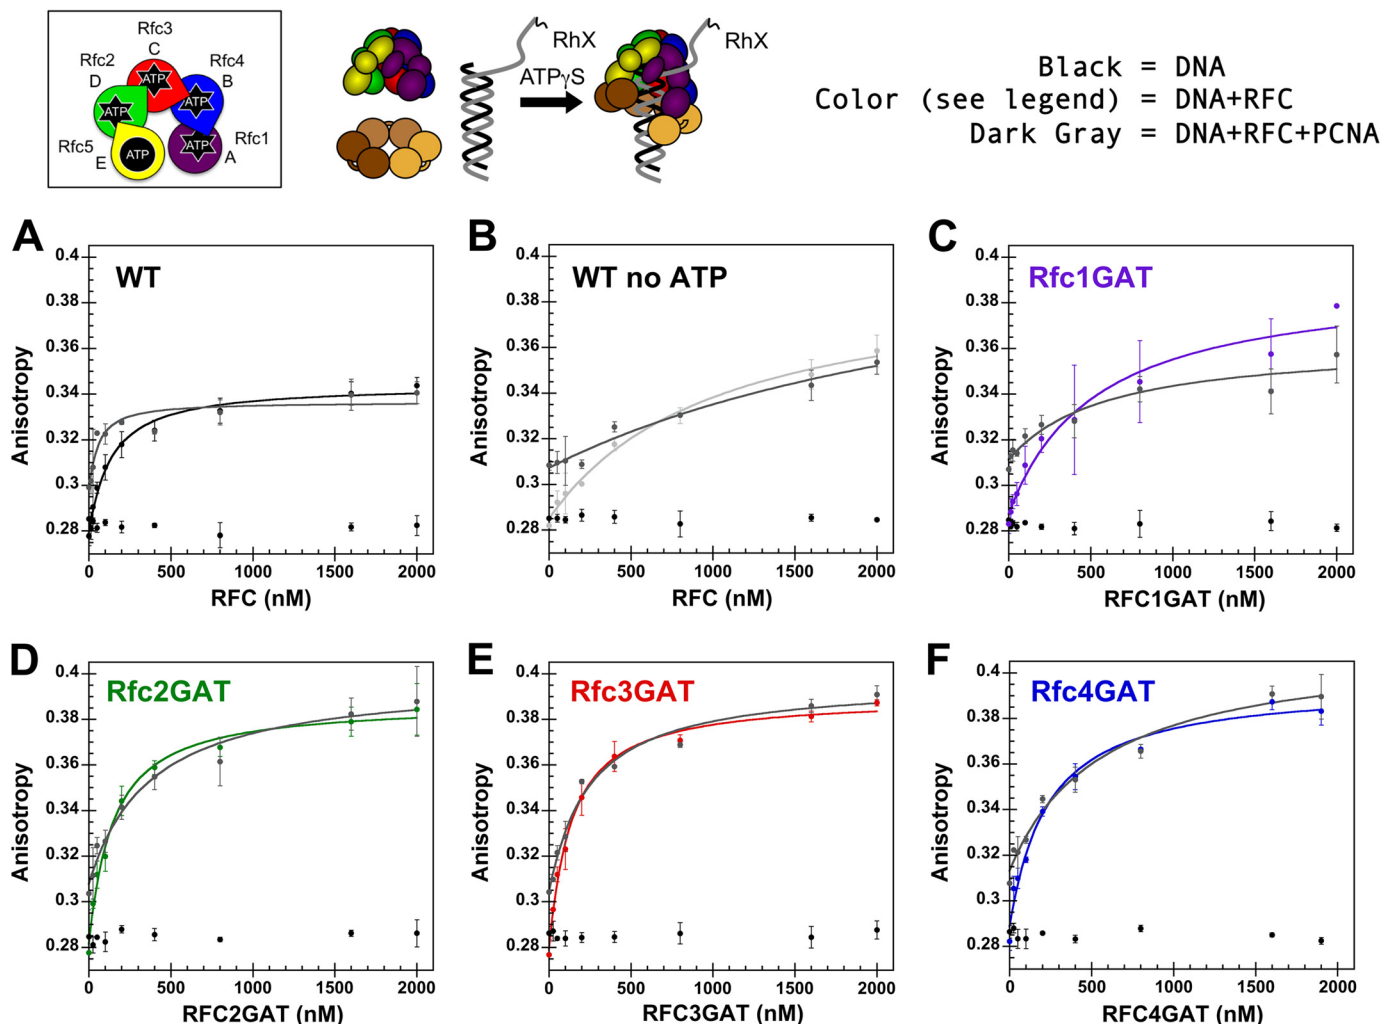 Rfc3
C
Rfc2
D
Rfc4
B
ATP
ATP
ATP
Rfc5
E
Rfc1
A
ATP
ATP
RhX
ATPγS
RhX
Black = DNA
Color (see legend) = DNA+RFC
Dark Gray = DNA+RFC+PCNA
A
WT
Anisotropy
0.4
0.38
0.36
0.34
0.32
0.3
0.28
0 500 1000 1500 2000
RFC (nM)
B
WT no ATP
Anisotropy
0.4
0.38
0.36
0.34
0.32
0.3
0.28
0 500 1000 1500 2000
RFC (nM)
C
Rfc1GAT
Anisotropy
0.4
0.38
0.36
0.34
0.32
0.3
0.28
0 500 1000 1500 2000
RFC1GAT (nM)
D
Rfc2GAT
Anisotropy
0.4
0.38
0.36
0.34
0.32
0.3
0.28
0 500 1000 1500 2000
RFC2GAT (nM)
E
Rfc3GAT
Anisotropy
0.4
0.38
0.36
0.34
0.32
0.3
0.28
0 500 1000 1500 2000
RFC3GAT (nM)
F
Rfc4GAT
Anisotropy
0.4
0.38
0.36
0.34
0.32
0.3
0.28
0 500 1000 1500 2000
RFC4GAT (nM)